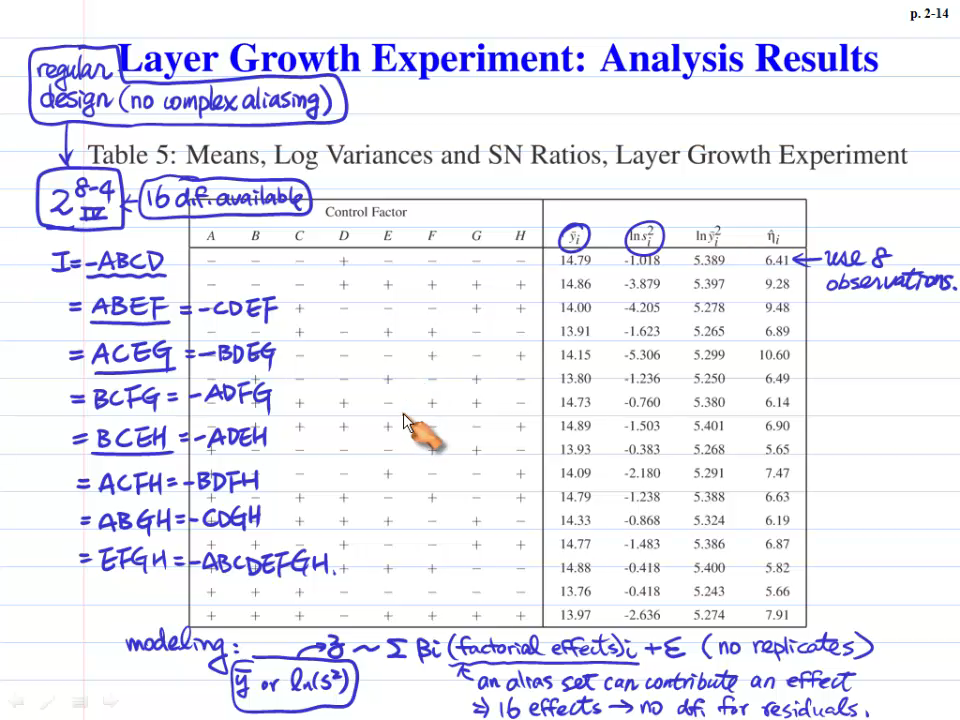 p. 2-14
Layer Growth Experiment: Analysis Results
regular
design (no complex aliasing)
Table 5: Means, Log Variances and SN Ratios, Layer Growth Experiment
2^{8-4}_{IV} ← 16 d.f. available
Control Factor
A B C D E F G H ȳ_i ln s_i^2 ln ȳ_i^2 η̂_i
− − − + − − − − 14.79 -1.018 5.389 6.41
− − − + + + + + 14.86 -3.879 5.397 9.28
+ − − − + + 14.00 -4.205 5.278 9.48
− − + − + + − − 13.91 -1.623 5.265 6.89
− − − + − + 14.15 -5.306 5.299 10.60
− + − − + − + − 13.80 -1.236 5.250 6.49
+ + + − + + − 14.73 -0.760 5.380 6.14
− + + + + − − + 14.89 -1.503 5.401 6.90
+ − − − − + + − 13.93 -0.383 5.268 5.65
− − + − − + 14.09 -2.180 5.291 7.47
+ − + + − + − + 14.79 -1.238 5.388 6.63
+ + + − + − 14.33 -0.868 5.324 6.19
+ + − + − − + + 14.77 -1.483 5.386 6.87
+ + + − − 14.88 -0.418 5.400 5.82
+ + + − − − − − 13.76 -0.418 5.243 5.66
+ + + − + + + + 13.97 -2.636 5.274 7.91
← use 8
observations.
I = -ABCD
= ABEF = -CDEF
= ACEG = -BDEG
= BCFG = -ADFG
= BCEH = -ADEH
= ACFH = -BDFH
= ABGH = -CDGH
= EFGH = -ABCDEFGH.
modeling: z ~ Σ βi (factorial effects)i + ε (no replicates)
ȳ or ln(s²)
an alias set can contribute an effect
⇒ 16 effects → no d.f. for residuals.